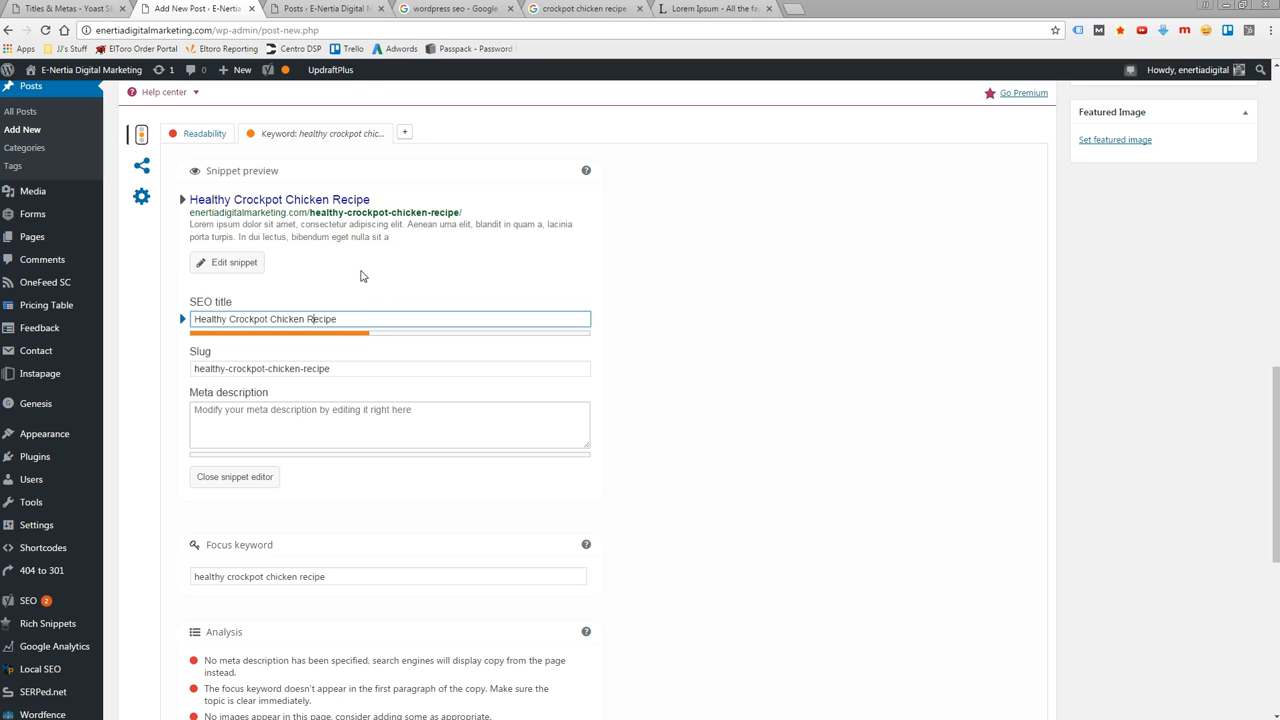 Titles & Metas - Yoast S
Add New Post - E-Nertia
Posts ‹ E-Nertia Digital
wordpress seo - Google
crockpot chicken recipe
Lorem Ipsum - All the fa
enertiadigitalmarketing.com/wp-admin/post-new.php
Apps
JJ's Stuff
ElToro Order Portal
Eltoro Reporting
Centro DSP
Trello
Adwords
Passpack - Password
E-Nertia Digital Marketing
1
0
+ New
UpdraftPlus
Howdy, enertiadigital
Posts
All Posts
Add New
Categories
Tags
Media
Forms
Pages
Comments
OneFeed SC
Pricing Table
Feedback
Contact
Instapage
Genesis
Appearance
Plugins
Users
Tools
Settings
Shortcodes
404 to 301
SEO 2
Rich Snippets
Google Analytics
Local SEO
SERPed.net
Wordfence
Help center
Go Premium
Readability
Keyword: healthy crockpot chic...
+
Snippet preview
?
Healthy Crockpot Chicken Recipe
enertiadigitalmarketing.com/healthy-crockpot-chicken-recipe/
Lorem ipsum dolor sit amet, consectetur adipiscing elit. Aenean urna elit, blandit in quam a, lacinia
porta turpis. In dui lectus, bibendum eget nulla sit a
Edit snippet
SEO title
Healthy Crockpot Chicken Recipe
Slug
healthy-crockpot-chicken-recipe
Meta description
Modify your meta description by editing it right here
Close snippet editor
Focus keyword
?
healthy crockpot chicken recipe
Analysis
?
No meta description has been specified, search engines will display copy from the page
instead.
The focus keyword doesn't appear in the first paragraph of the copy. Make sure the
topic is clear immediately.
No images appear in this page, consider adding some as appropriate.
Featured Image
Set featured image